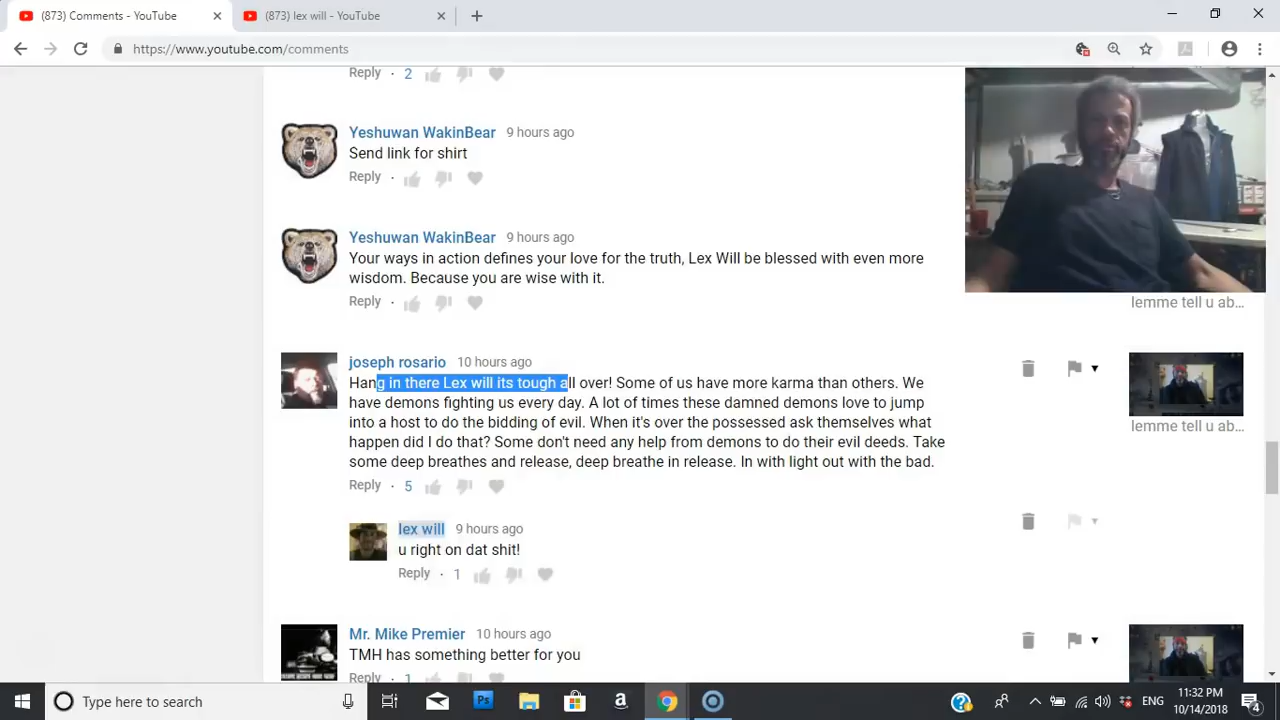 (873) Comments - YouTube
(873) lex will - YouTube
https://www.youtube.com/comments
Reply · 2
Yeshuwan WakinBear 9 hours ago
Send link for shirt
Reply ·
Yeshuwan WakinBear 9 hours ago
Your ways in action defines your love for the truth, Lex Will be blessed with even more
wisdom. Because you are wise with it.
Reply ·
lemme tell u ab...
joseph rosario 10 hours ago
Hang in there Lex will its tough all over! Some of us have more karma than others. We
have demons fighting us every day. A lot of times these damned demons love to jump
into a host to do the bidding of evil. When it's over the possessed ask themselves what
happen did I do that? Some don't need any help from demons to do their evil deeds. Take
some deep breathes and release, deep breathe in release. In with light out with the bad.
lemme tell u ab...
Reply · 5
lex will 9 hours ago
u right on dat shit!
Reply · 1
Mr. Mike Premier 10 hours ago
TMH has something better for you
Reply · 1
Type here to search
Ps
a
ENG
11:32 PM
10/14/2018
4